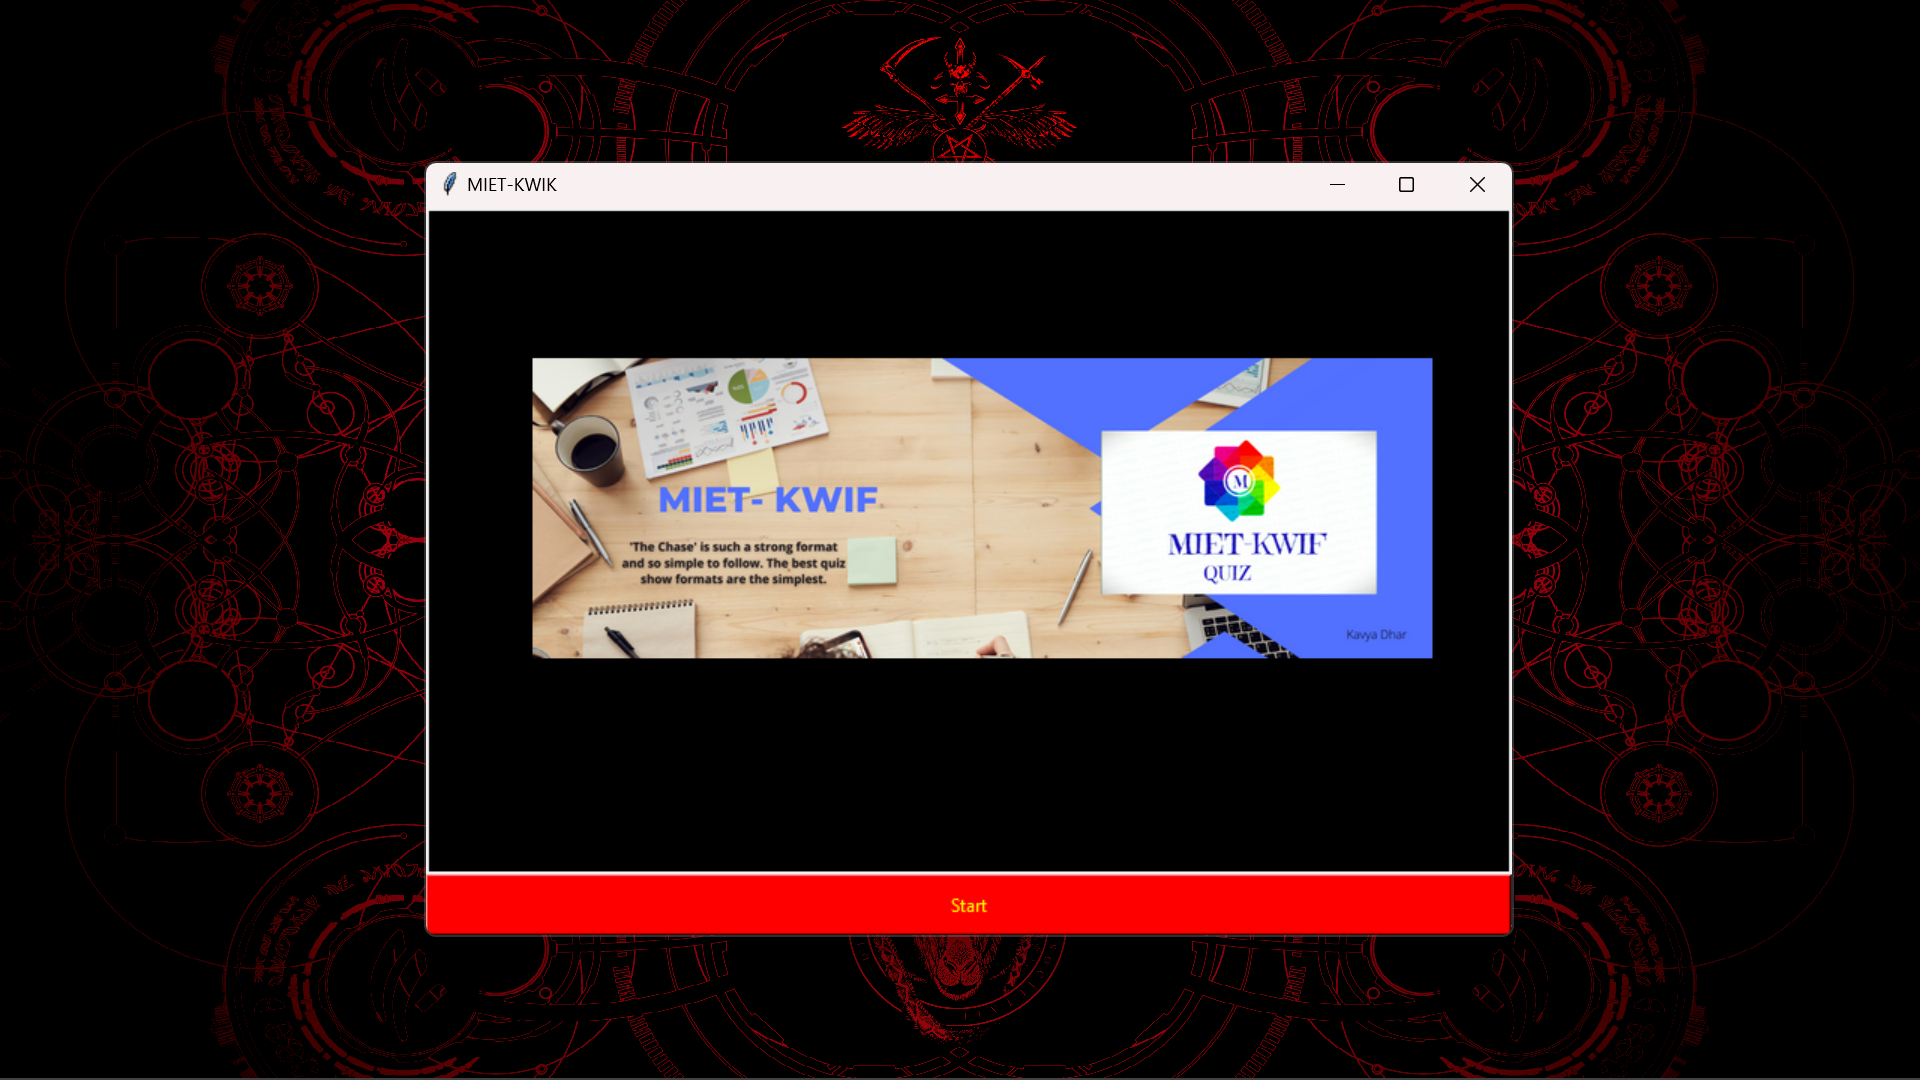 MIET-KWIK
MIET- KWIF
'The Chase' is such a strong format
and so simple to follow. The best quiz
show formats are the simplest.
M
MIET-KWIF
QUIZ
Kavya Dhar
Start